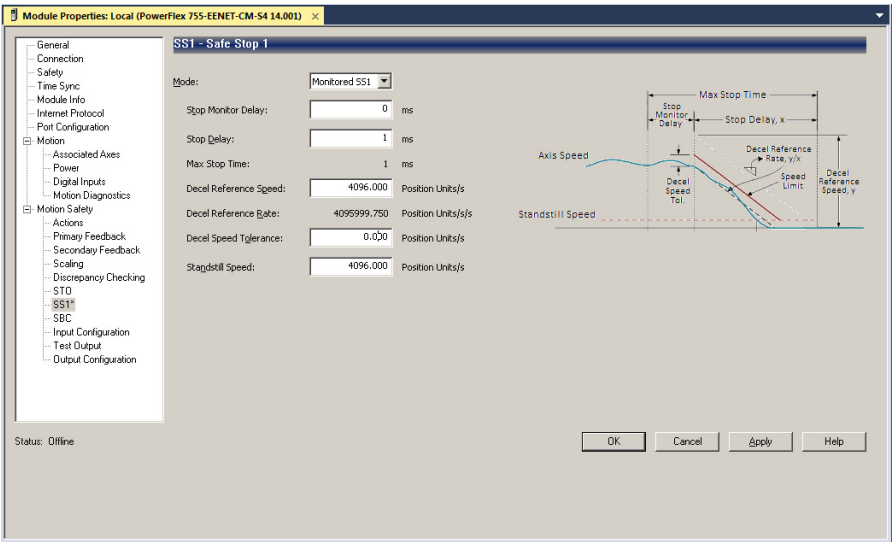 Module Properties: Local (PowerFlex 755-EENET-CM-S4 14.001) ×
General
Connection
Safety
Time Sync
Module Info
Internet Protocol
Port Configuration
Motion
Associated Axes
Power
Digital Inputs
Motion Diagnostics
Motion Safety
Actions
Primary Feedback
Secondary Feedback
Scaling
Discrepancy Checking
STO
SS1*
SBC
Input Configuration
Test Output
Output Configuration
SS1 - Safe Stop 1
Mode: Monitored SS1
Stop Monitor Delay: 0 ms
Stop Delay: 1 ms
Max Stop Time: 1 ms
Decel Reference Speed: 4096.000 Position Units/s
Decel Reference Rate: 4095999.750 Position Units/s/s
Decel Speed Tolerance: 0.000 Position Units/s
Standstill Speed: 4096.000 Position Units/s
Max Stop Time
Stop
Monitor
Delay
Stop Delay, x
Axis Speed
Decel Reference
Rate, y/x
Decel
Speed
Tol.
Speed
Limit
Decel
Reference
Speed, y
Standstill Speed
Status: Offline
OK Cancel Apply Help